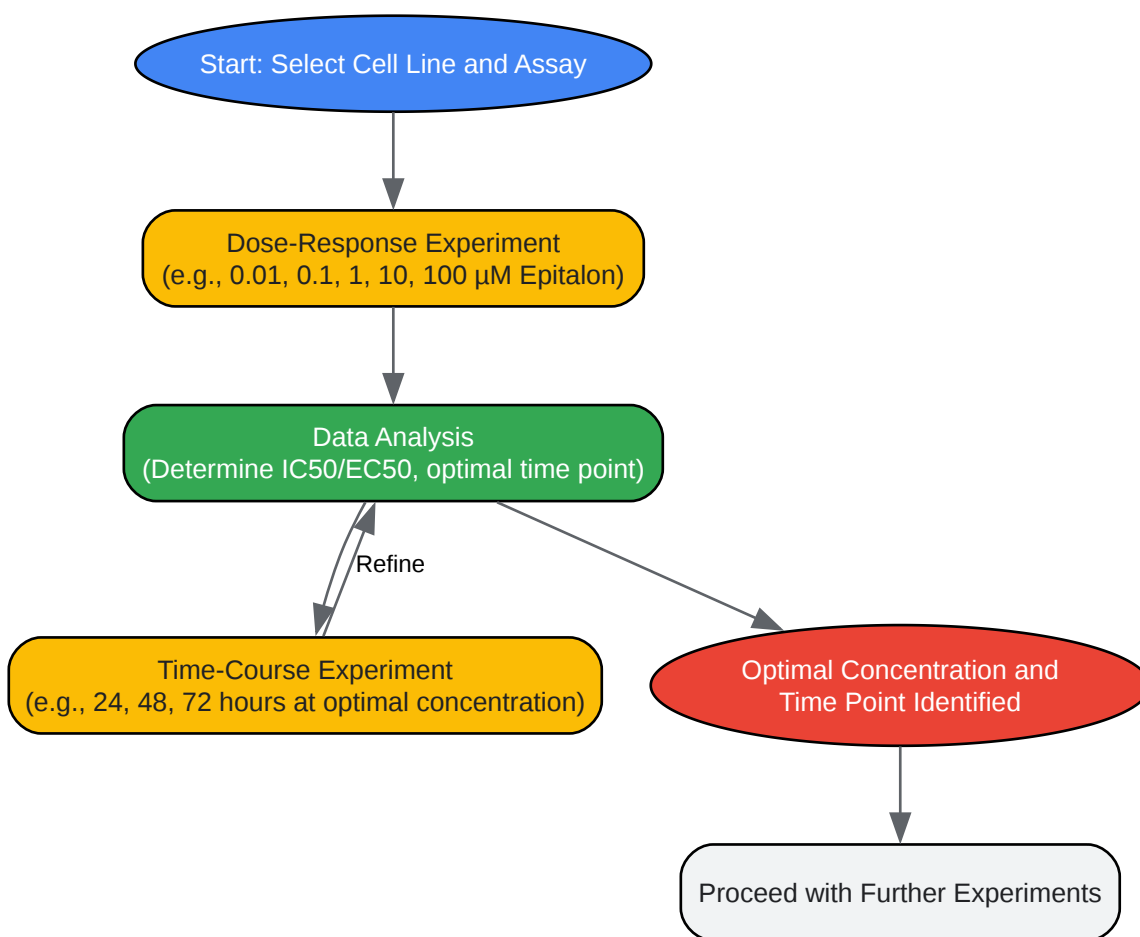 Start: Select Cell Line and Assay
Dose-Response Experiment
(e.g., 0.01, 0.1, 1, 10, 100 µM Epitalon)
Data Analysis
(Determine IC50/EC50, optimal time point)
Refine
Time-Course Experiment
(e.g., 24, 48, 72 hours at optimal concentration)
Optimal Concentration and
Time Point Identified
Proceed with Further Experiments